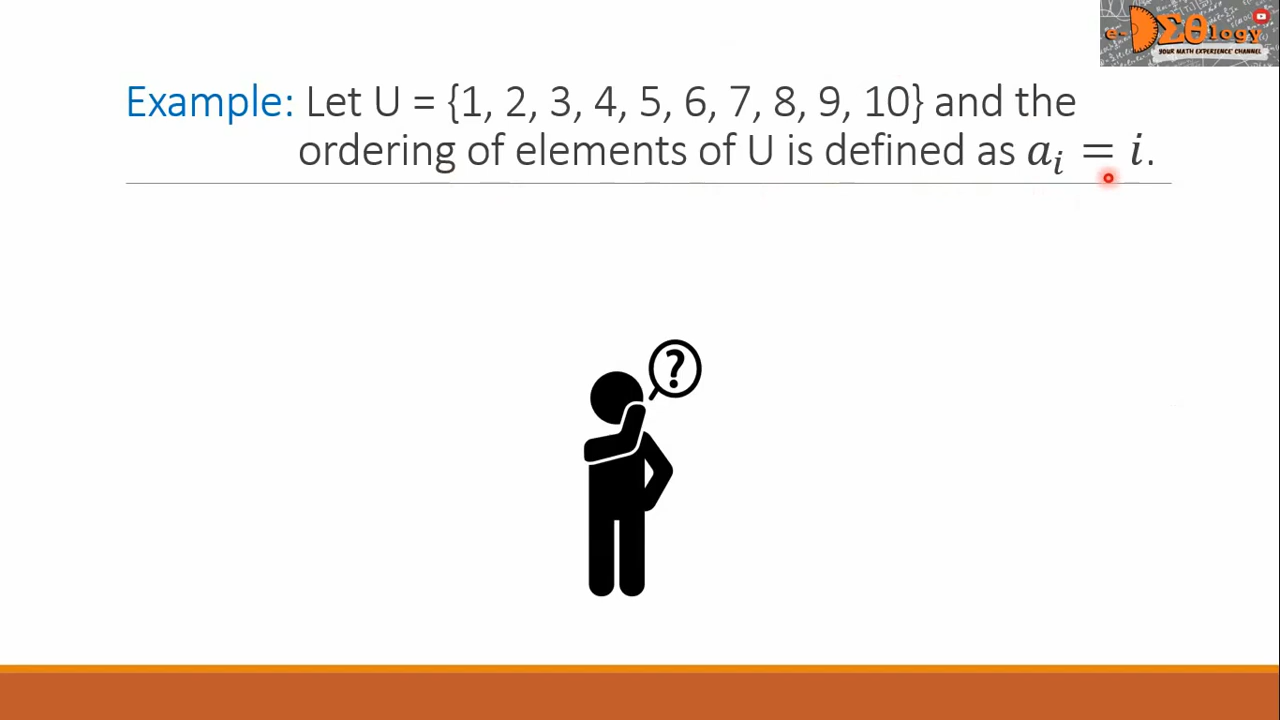 e-DΣθlogy
YOUR MATH EXPERIENCE CHANNEL
Example: Let U = {1, 2, 3, 4, 5, 6, 7, 8, 9, 10} and the
ordering of elements of U is defined as aᵢ = i.
?